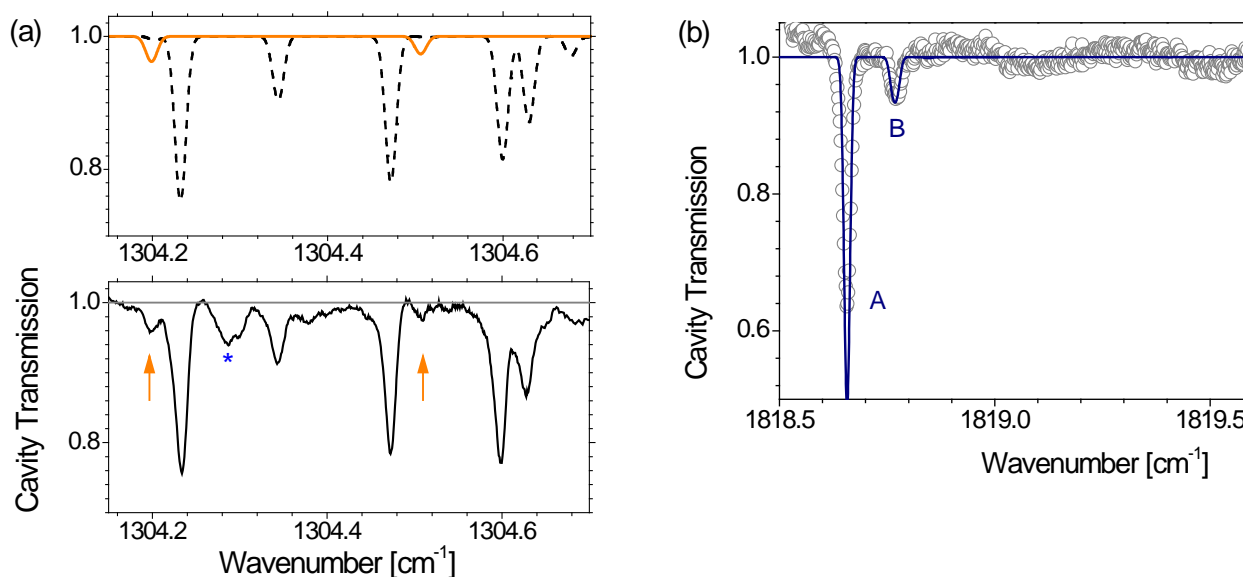 (a)
1.0
0.8
1304.2 1304.4 1304.6
1.0
*
0.8
1304.2 1304.4 1304.6
Cavity Transmission
Wavenumber [cm-1]
(b)
1.0
B
0.8
A
0.6
1818.5 1819.0 1819.5
Cavity Transmission
Wavenumber [cm-1]